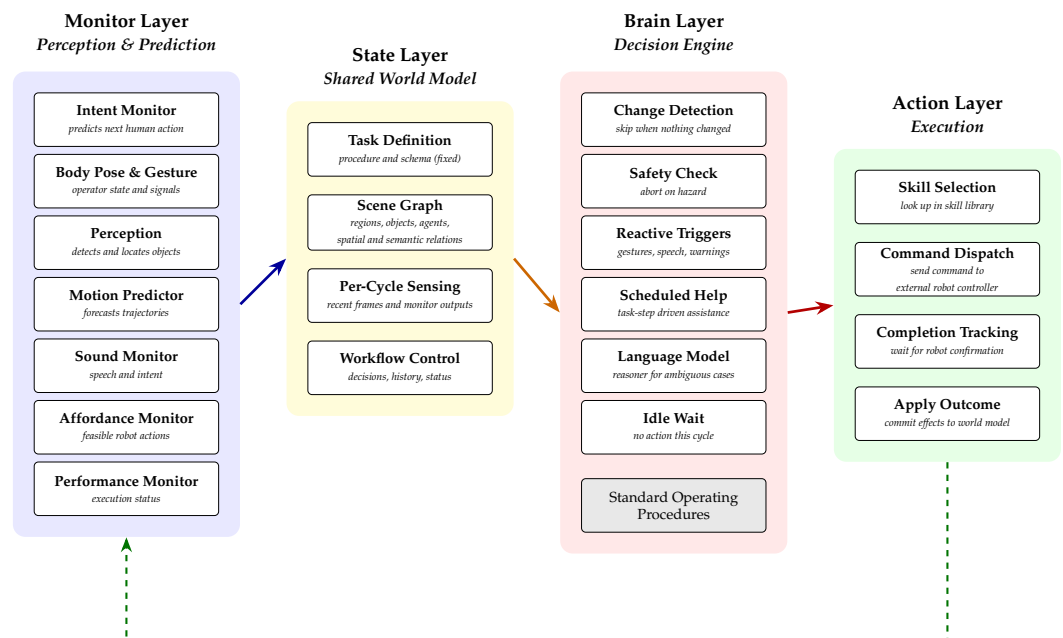 Monitor Layer
Perception & Prediction
Intent Monitor
predicts next human action
Body Pose & Gesture
operator state and signals
Perception
detects and locates objects
Motion Predictor
forecasts trajectories
Sound Monitor
speech and intent
Affordance Monitor
feasible robot actions
Performance Monitor
execution status
State Layer
Shared World Model
Task Definition
procedure and schema (fixed)
Scene Graph
regions, objects, agents,
spatial and semantic relations
Per-Cycle Sensing
recent frames and monitor outputs
Workflow Control
decisions, history, status
Brain Layer
Decision Engine
Change Detection
skip when nothing changed
Safety Check
abort on hazard
Reactive Triggers
gestures, speech, warnings
Scheduled Help
task-step driven assistance
Language Model
reasoner for ambiguous cases
Idle Wait
no action this cycle
Standard Operating
Procedures
Action Layer
Execution
Skill Selection
look up in skill library
Command Dispatch
send command to
external robot controller
Completion Tracking
wait for robot confirmation
Apply Outcome
commit effects to world model